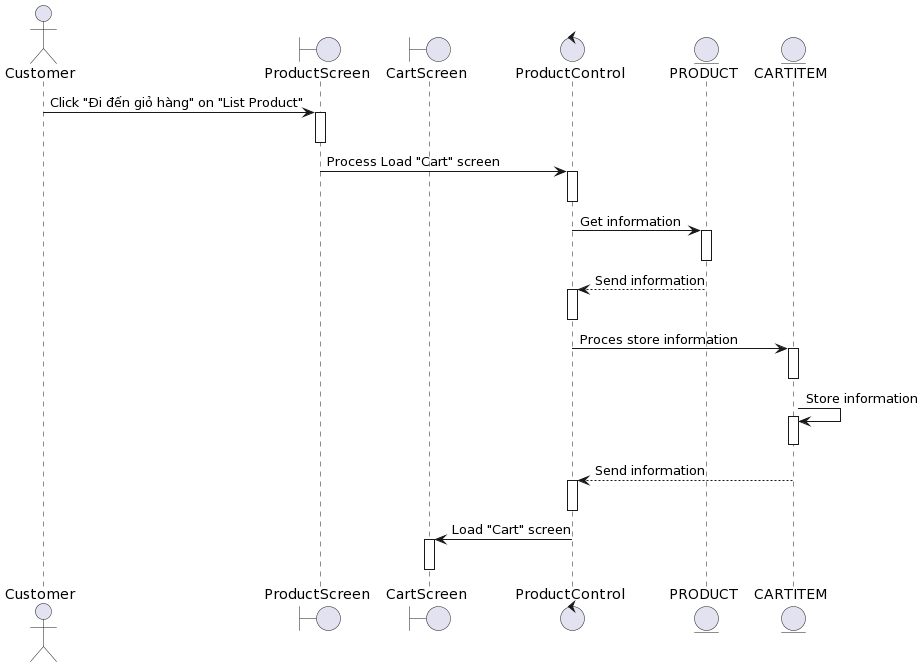 Customer
ProductScreen
CartScreen
ProductControl
PRODUCT
CARTITEM
Click "Đi đến giỏ hàng" on "List Product"
Process Load "Cart" screen
Get information
Send information
Proces store information
Store information
Send information
Load "Cart" screen
Customer
ProductScreen
CartScreen
ProductControl
PRODUCT
CARTITEM